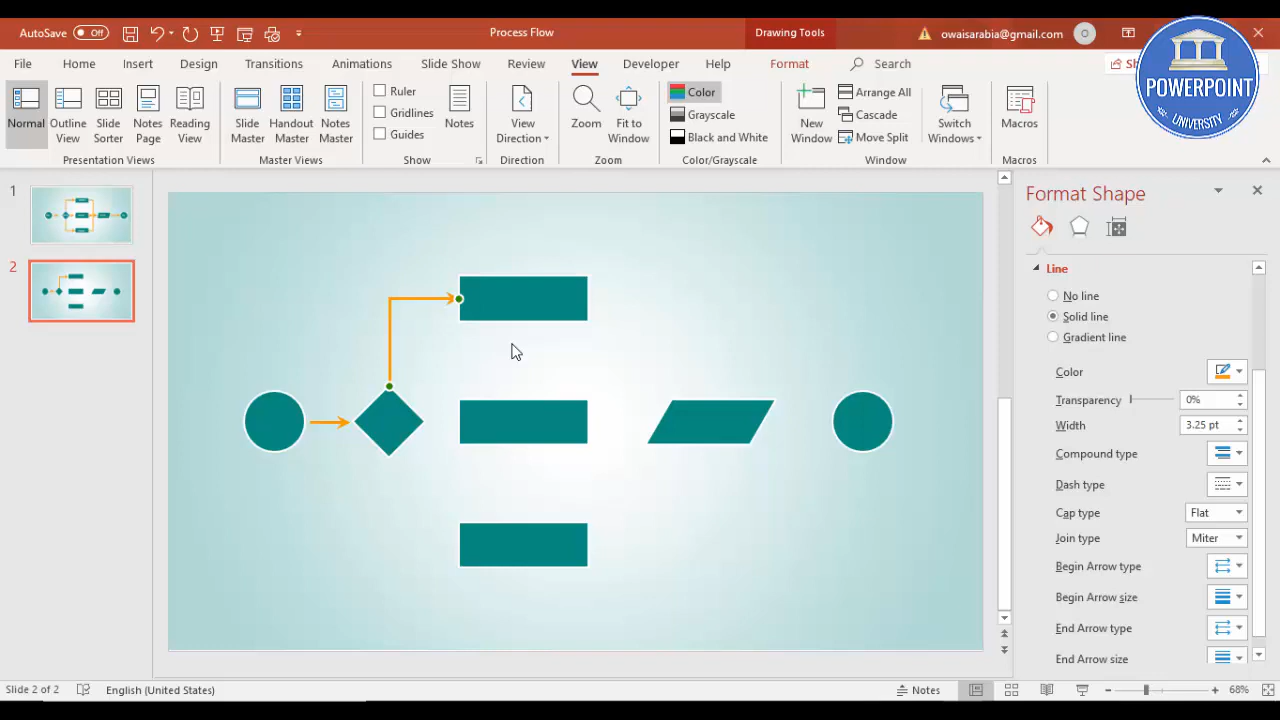 AutoSave Off Process Flow Drawing Tools owaisarabia@gmail.com
File Home Insert Design Transitions Animations Slide Show Review View Developer Help Format Search Sh
POWERPOINT
UNIVERSITY
Normal Outline View Slide Sorter Notes Page Reading View
Presentation Views
Slide Master Handout Master Notes Master
Master Views
Ruler
Gridlines
Guides
Show
Notes
View Direction
Direction
Zoom Fit to Window
Zoom
Color
Grayscale
Black and White
Color/Grayscale
New Window
Arrange All
Cascade
Move Split
Switch Windows
Window
Macros
Macros
1
2
Format Shape
Line
No line
Solid line
Gradient line
Color
Transparency 0%
Width 3.25 pt
Compound type
Dash type
Cap type Flat
Join type Miter
Begin Arrow type
Begin Arrow size
End Arrow type
End Arrow size
Slide 2 of 2 English (United States) Notes 68%